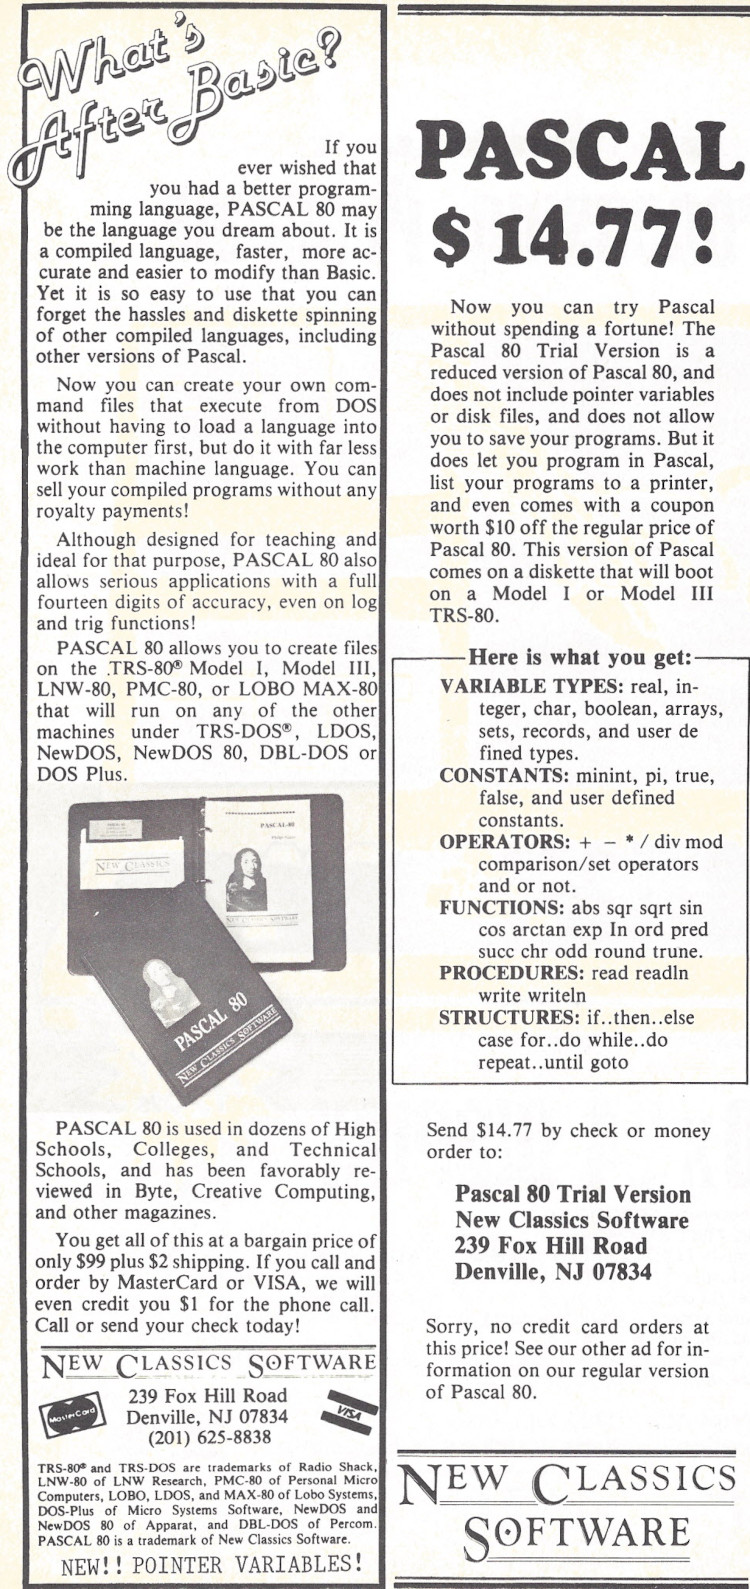 What's
After Basic?
If you
ever wished that
you had a better program-
ming language, PASCAL 80 may
be the language you dream about. It is
a compiled language, faster, more ac-
curate and easier to modify than Basic.
Yet it is so easy to use that you can
forget the hassles and diskette spinning
of other compiled languages, including
other versions of Pascal.
Now you can create your own com-
mand files that execute from DOS
without having to load a language into
the computer first, but do it with far less
work than machine language. You can
sell your compiled programs without any
royalty payments!
Although designed for teaching and
ideal for that purpose, PASCAL 80 also
allows serious applications with a full
fourteen digits of accuracy, even on log
and trig functions!
PASCAL 80 allows you to create files
on the .TRS-80® Model I, Model III,
LNW-80, PMC-80, or LOBO MAX-80
that will run on any of the other
machines under TRS-DOS®, LDOS,
NewDOS, NewDOS 80, DBL-DOS or
DOS Plus.
PASCAL-80
NEW CLASSICS
NEW CLASSICS SOFTWARE
PASCAL 80
NEW CLASSICS SOFTWARE
PASCAL 80 is used in dozens of High
Schools, Colleges, and Technical
Schools, and has been favorably re-
viewed in Byte, Creative Computing,
and other magazines.
You get all of this at a bargain price of
only $99 plus $2 shipping. If you call and
order by MasterCard or VISA, we will
even credit you $1 for the phone call.
Call or send your check today!
NEW CLASSICS SOFTWARE
MasterCard
239 Fox Hill Road
Denville, NJ 07834
(201) 625-8838
VISA
TRS-80® and TRS-DOS are trademarks of Radio Shack,
LNW-80 of LNW Research, PMC-80 of Personal Micro
Computers, LOBO, LDOS, and MAX-80 of Lobo Systems,
DOS-Plus of Micro Systems Software, NewDOS and
NewDOS 80 of Apparat, and DBL-DOS of Percom.
PASCAL 80 is a trademark of New Classics Software.
NEW!! POINTER VARIABLES!
PASCAL
$14.77!
Now you can try Pascal
without spending a fortune! The
Pascal 80 Trial Version is a
reduced version of Pascal 80, and
does not include pointer variables
or disk files, and does not allow
you to save your programs. But it
does let you program in Pascal,
list your programs to a printer,
and even comes with a coupon
worth $10 off the regular price of
Pascal 80. This version of Pascal
comes on a diskette that will boot
on a Model I or Model III
TRS-80.
Here is what you get:
VARIABLE TYPES: real, in-
teger, char, boolean, arrays,
sets, records, and user de
fined types.
CONSTANTS: minint, pi, true,
false, and user defined
constants.
OPERATORS: + − * / div mod
comparison/set operators
and or not.
FUNCTIONS: abs sqr sqrt sin
cos arctan exp In ord pred
succ chr odd round trune.
PROCEDURES: read readln
write writeln
STRUCTURES: if..then..else
case for..do while..do
repeat..until goto
Send $14.77 by check or money
order to:
Pascal 80 Trial Version
New Classics Software
239 Fox Hill Road
Denville, NJ 07834
Sorry, no credit card orders at
this price! See our other ad for in-
formation on our regular version
of Pascal 80.
NEW CLASSICS
SOFTWARE